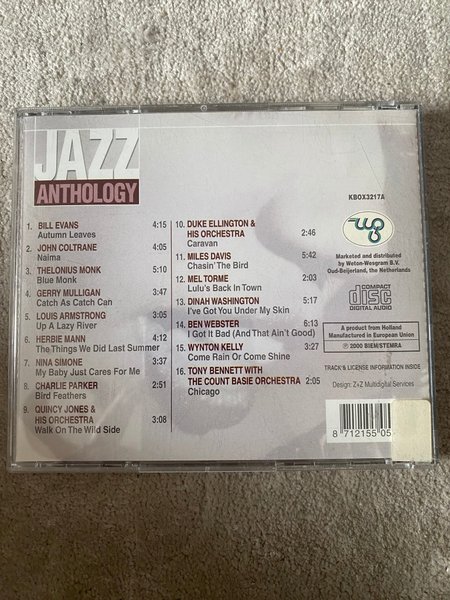 JAZZ
ANTHOLOGY
1. BILL EVANS 4:15
Autumn Leaves
2. JOHN COLTRANE 4:05
Naima
3. THELONIUS MONK 5:10
Blue Monk
4. GERRY MULLIGAN 3:47
Catch As Catch Can
5. LOUIS ARMSTRONG 3:05
Up A Lazy River
6. HERBIE MANN 4:12
The Things We Did Last Summer
7. NINA SIMONE 3:37
My Baby Just Cares For Me
8. CHARLIE PARKER 2:51
Bird Feathers
9. QUINCY JONES &
HIS ORCHESTRA 3:08
Walk On The Wild Side
10. DUKE ELLINGTON &
HIS ORCHESTRA 2:46
Caravan
11. MILES DAVIS 5:42
Chasin' The Bird
12. MEL TORME 2:03
Lulu's Back In Town
13. DINAH WASHINGTON 5:17
I've Got You Under My Skin
14. BEN WEBSTER 6:13
I Got It Bad (And That Ain't Good)
15. WYNTON KELLY 3:27
Come Rain Or Come Shine
16. TONY BENNETT WITH
THE COUNT BASIE ORCHESTRA 2:05
Chicago
KBOX3217A
wg
Marketed and distributed
by Weton-Wesgram B.V.
Oud-Beijerland, the Netherlands
COMPACT
disc
DIGITAL AUDIO
A product from Holland
Manufactured in European Union
℗ 2000 BIEM/STEMRA
TRACK'S LICENSE INFORMATION INSIDE
Design: Z+Z Multidigital Services
8 712155 05